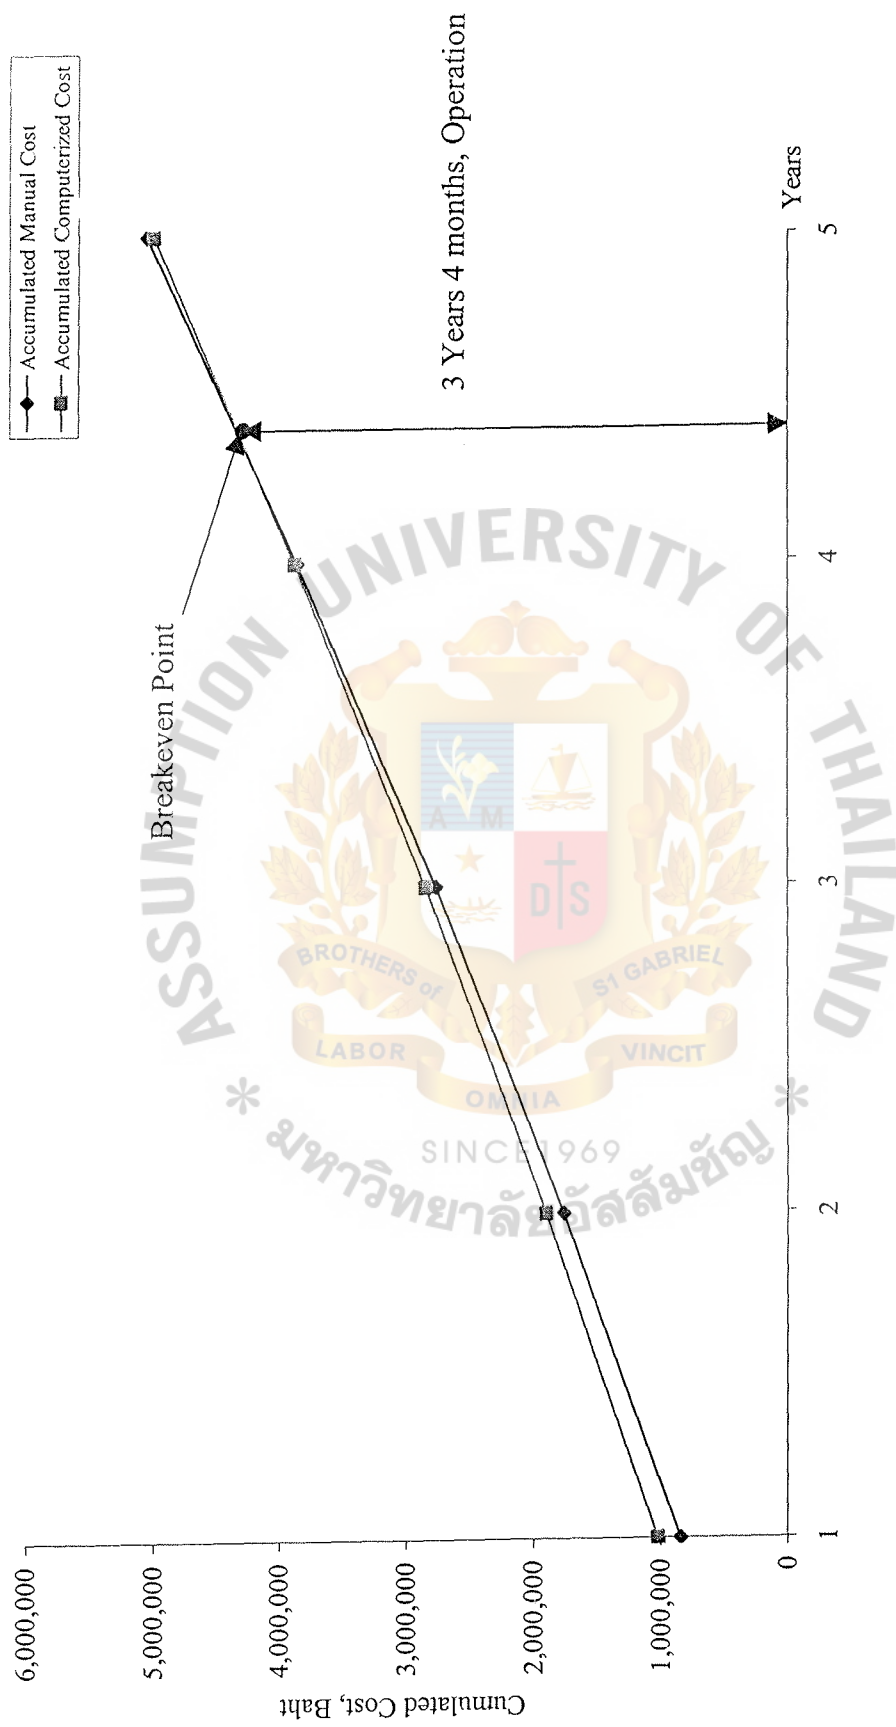 Accumulated Manual Cost
Accumulated Computerized Cost
6,000,000
5,000,000
4,000,000
3,000,000
2,000,000
1,000,000
0
Cumulated Cost, Baht
Breakeven Point
3 Years 4 months, Operation
1
2
3
4
5
Years
ASSUMPTION UNIVERSITY OF THAILAND
A M
D S
BROTHERS of
S1 GABRIEL
LABOR
OMNIA
VINCIT
SINCE1969
* มหาวิทยาลัยอัสสัมชัญ *